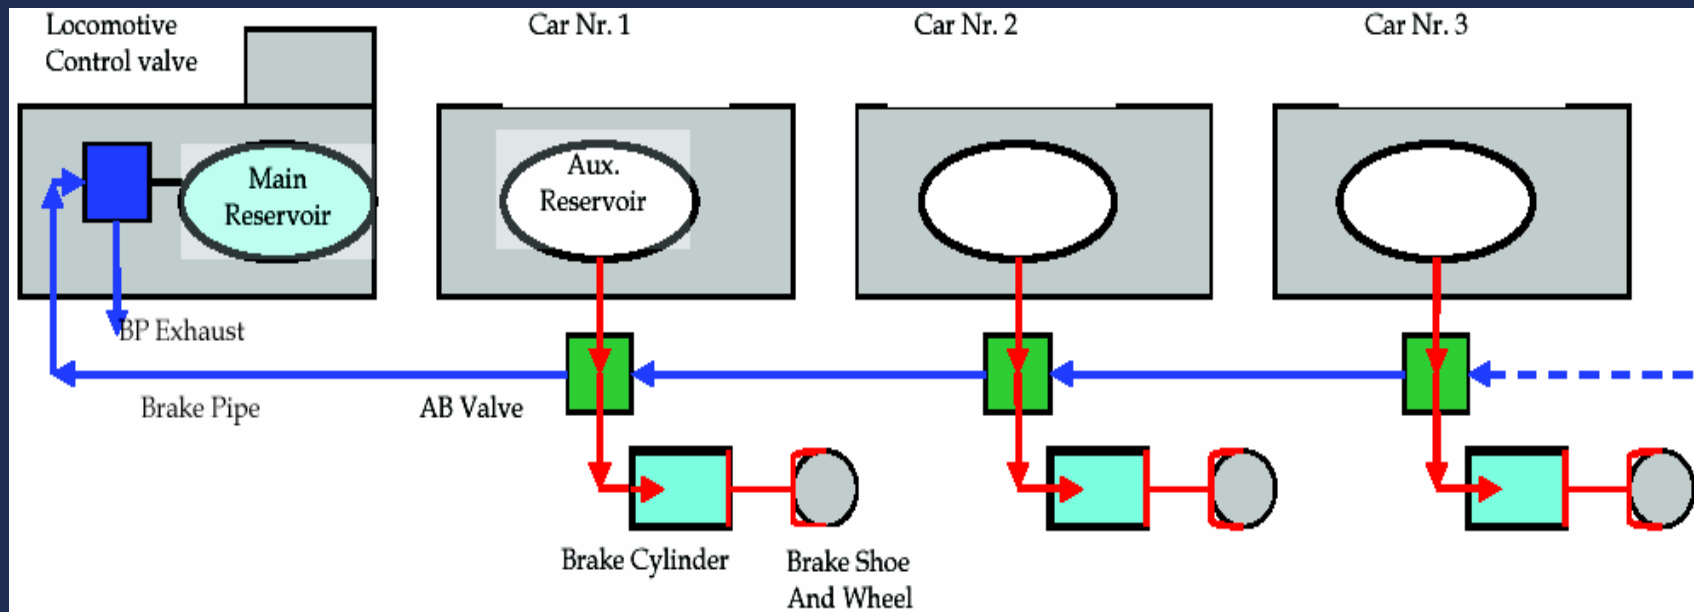 Locomotive
Control valve
Car Nr. 1
Car Nr. 2
Car Nr. 3
Main
Reservoir
Aux.
Reservoir
BP Exhaust
Brake Pipe
AB Valve
Brake Cylinder
Brake Shoe
And Wheel